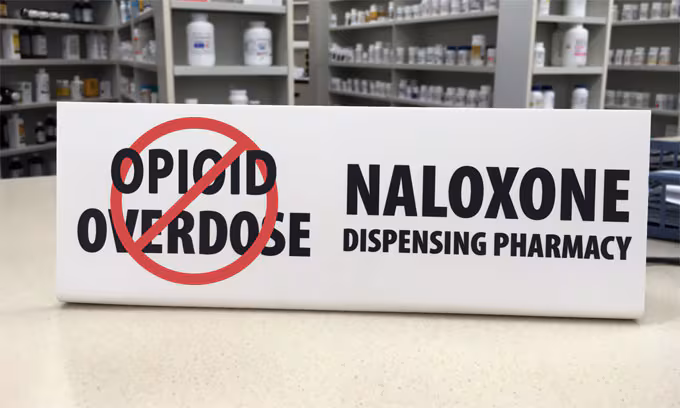 OPIOID
OVERDOSE
NALOXONE
DISPENSING PHARMACY